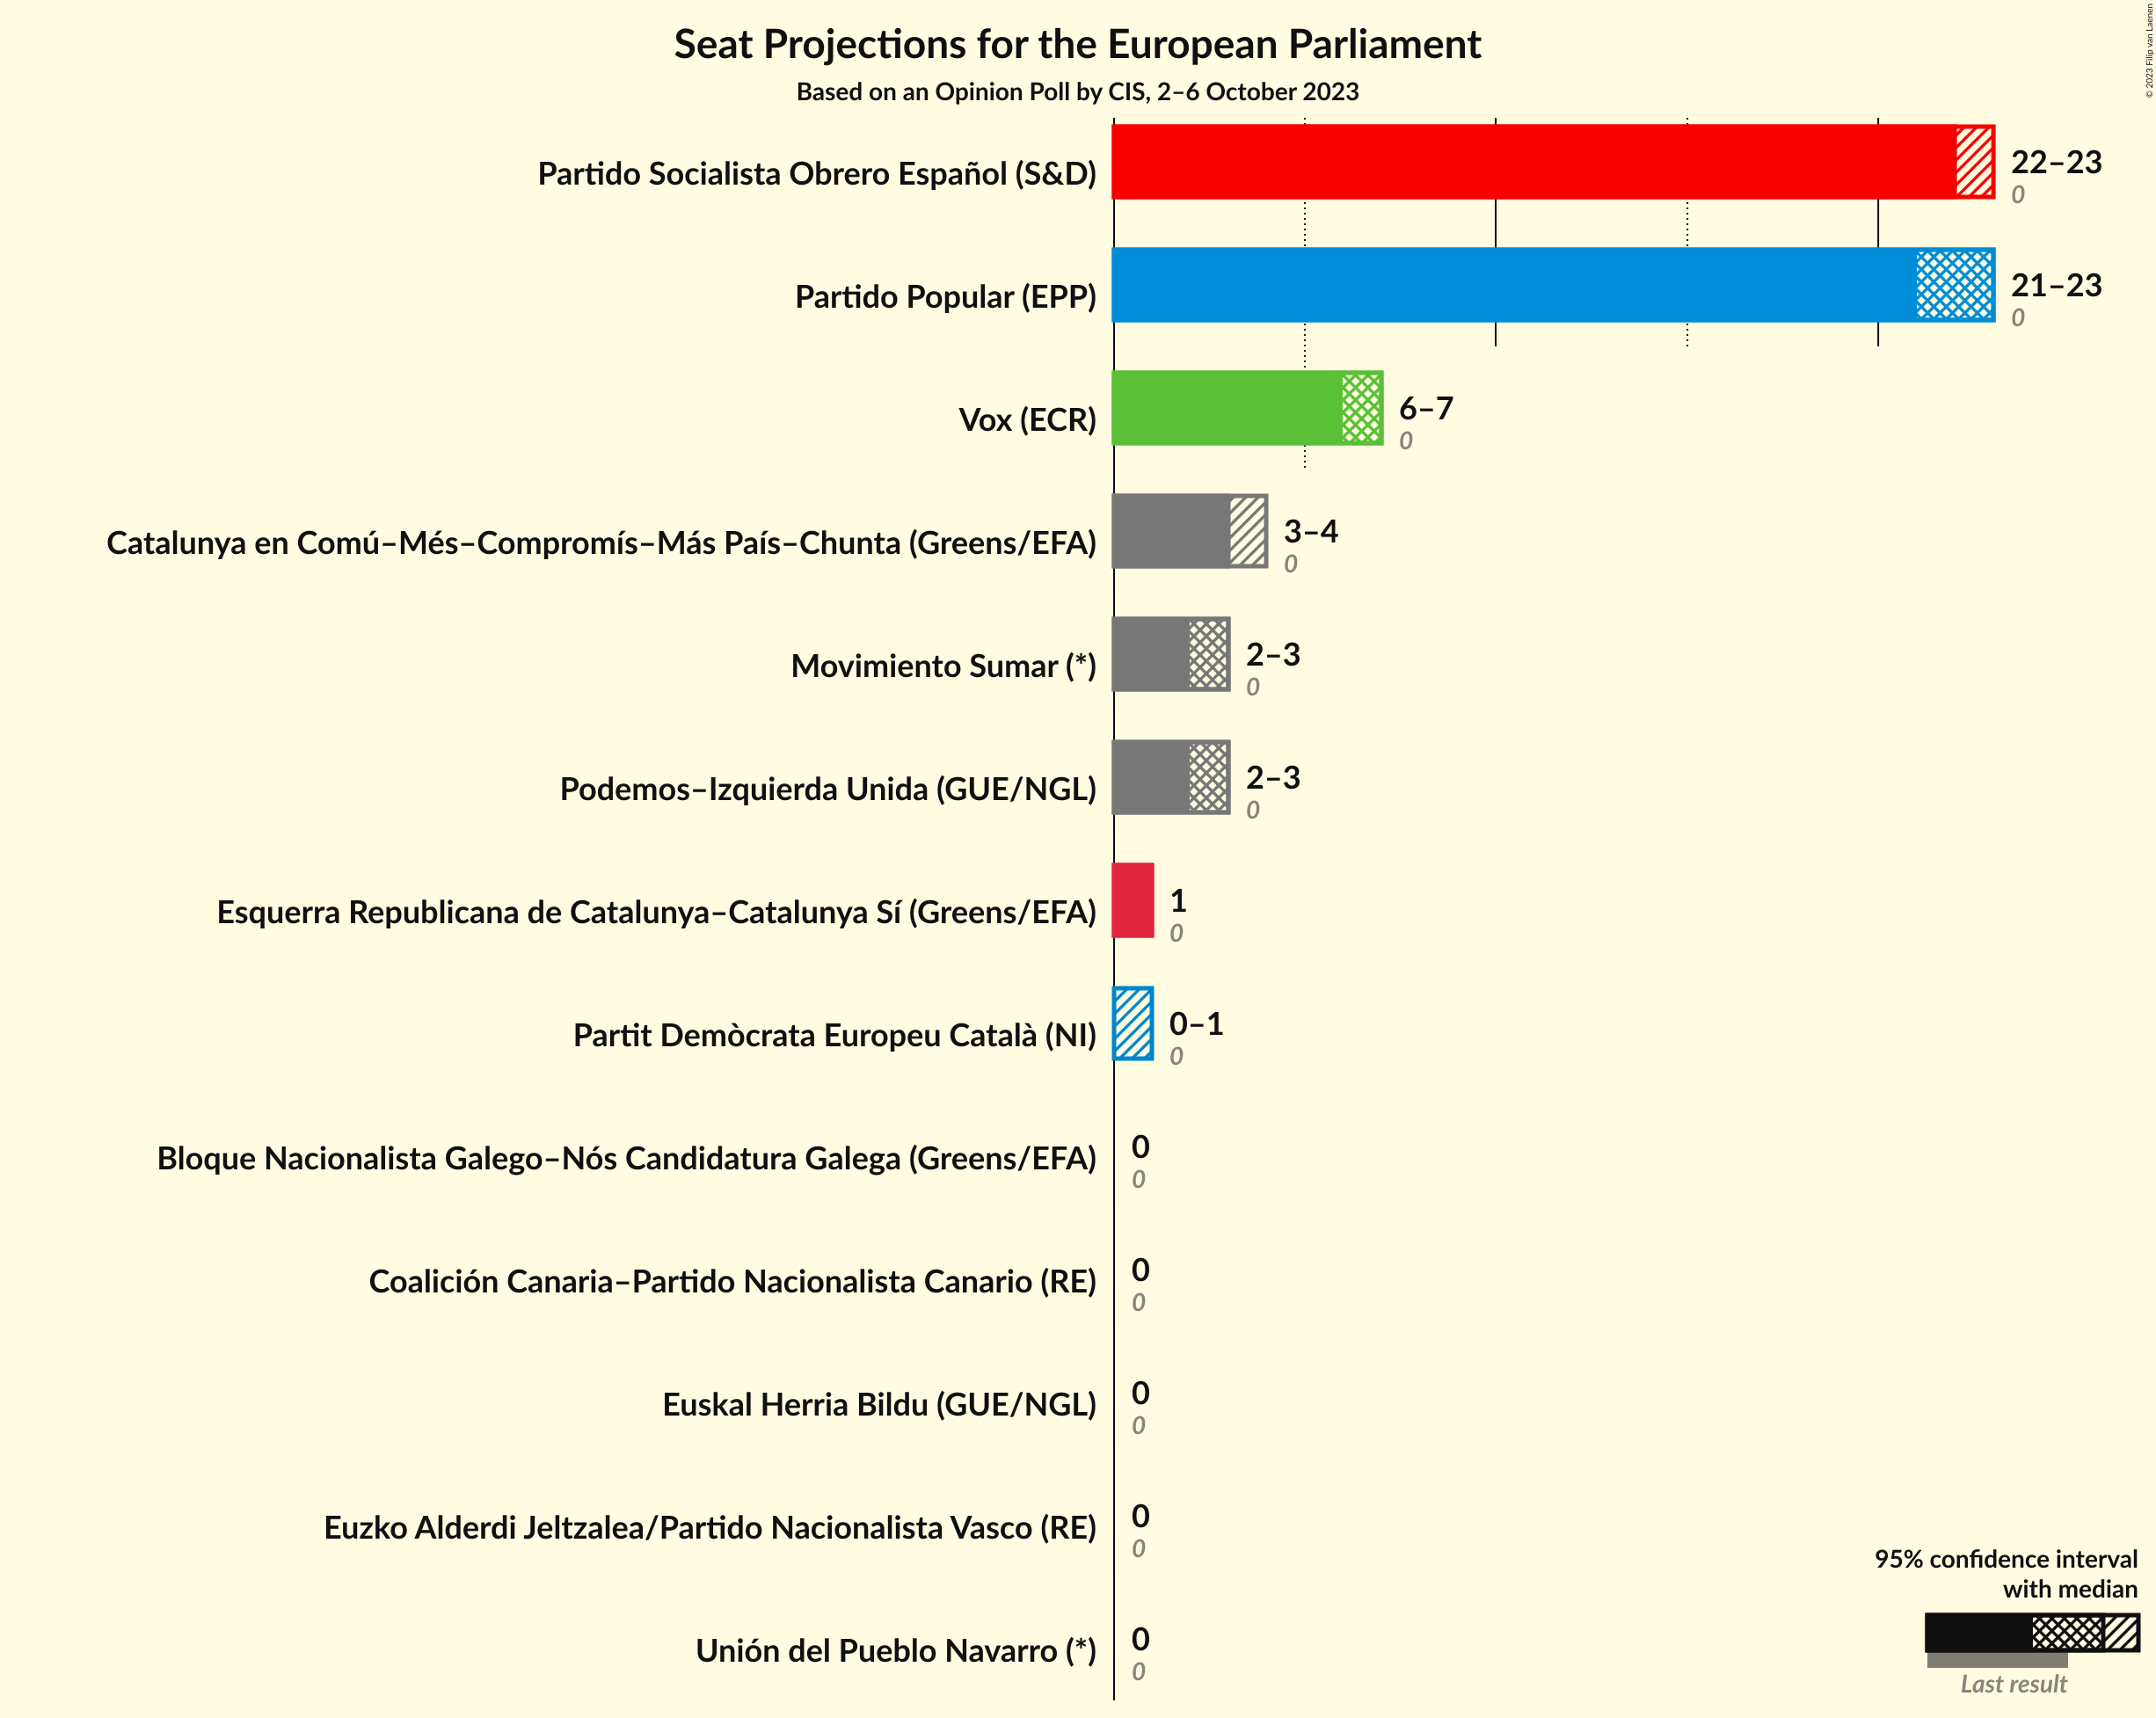 Seat Projections for the European Parliament
Based on an Opinion Poll by CIS, 2–6 October 2023
© 2023 Filip van Laenen
Partido Socialista Obrero Español (S&D)
22–23
0
Partido Popular (EPP)
21–23
0
Vox (ECR)
6–7
0
Catalunya en Comú–Més–Compromís–Más País–Chunta (Greens/EFA)
3–4
0
Movimiento Sumar (*)
2–3
0
Podemos–Izquierda Unida (GUE/NGL)
2–3
0
Esquerra Republicana de Catalunya–Catalunya Sí (Greens/EFA)
1
0
Partit Demòcrata Europeu Català (NI)
0–1
0
Bloque Nacionalista Galego–Nós Candidatura Galega (Greens/EFA)
0
0
Coalición Canaria–Partido Nacionalista Canario (RE)
0
0
Euskal Herria Bildu (GUE/NGL)
0
0
Euzko Alderdi Jeltzalea/Partido Nacionalista Vasco (RE)
0
0
Unión del Pueblo Navarro (*)
0
0
95% confidence interval
with median
Last result